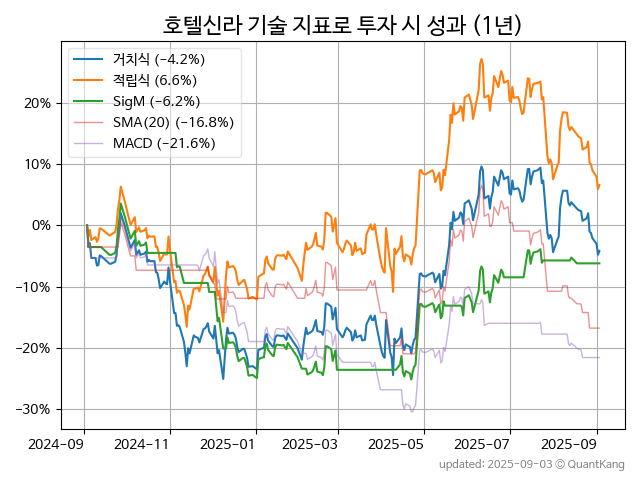 호텔신라 기술 지표로 투자 시 성과 (1년)
거치식 (−4.2%)
적립식 (6.6%)
SigM (−6.2%)
SMA(20) (−16.8%)
MACD (−21.6%)
20%
10%
0%
−10%
−20%
−30%
2024-09
2024-11
2025-01
2025-03
2025-05
2025-07
2025-09
updated: 2025-09-03 © QuantKang